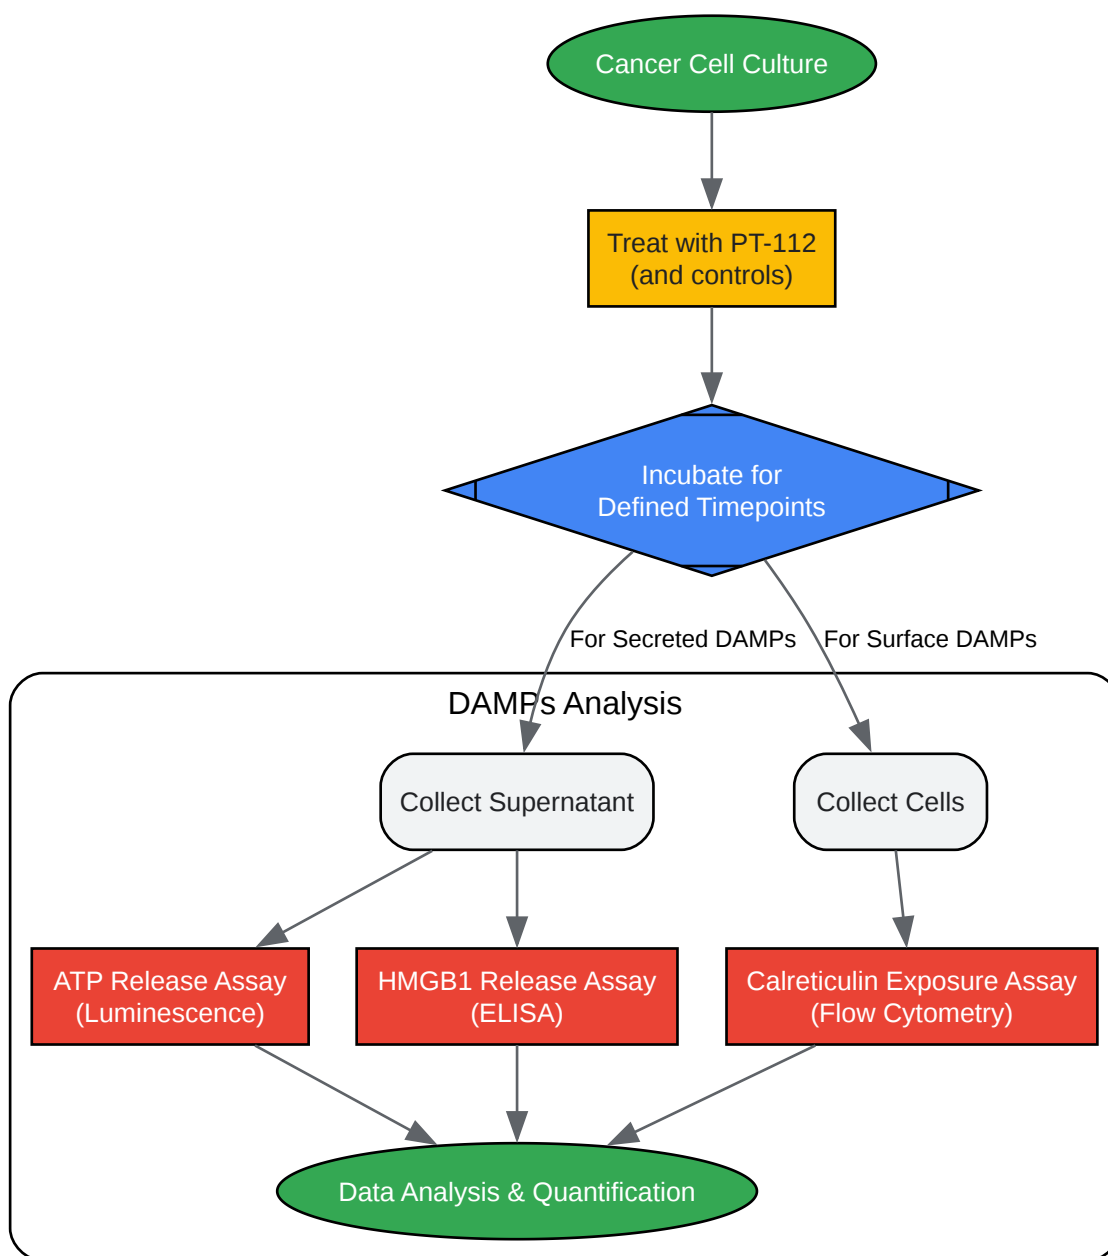 Cancer Cell Culture
Treat with PT-112
(and controls)
Incubate for
Defined Timepoints
For Secreted DAMPs
For Surface DAMPs
DAMPs Analysis
Collect Supernatant
Collect Cells
ATP Release Assay
(Luminescence)
HMGB1 Release Assay
(ELISA)
Calreticulin Exposure Assay
(Flow Cytometry)
Data Analysis & Quantification